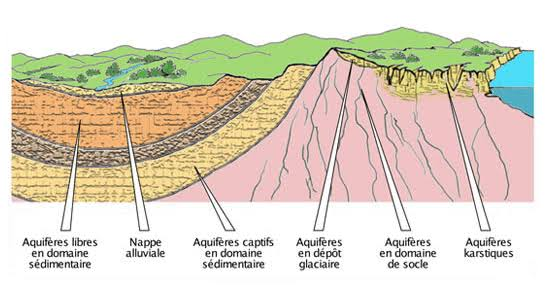 Aquifères libres
en domaine
sédimentaire
Nappe
alluviale
Aquifères captifs
en domaine
sédimentaire
Aquifères
en dépôt
glaciaire
Aquifères
en domaine
de socle
Aquifères
karstiques